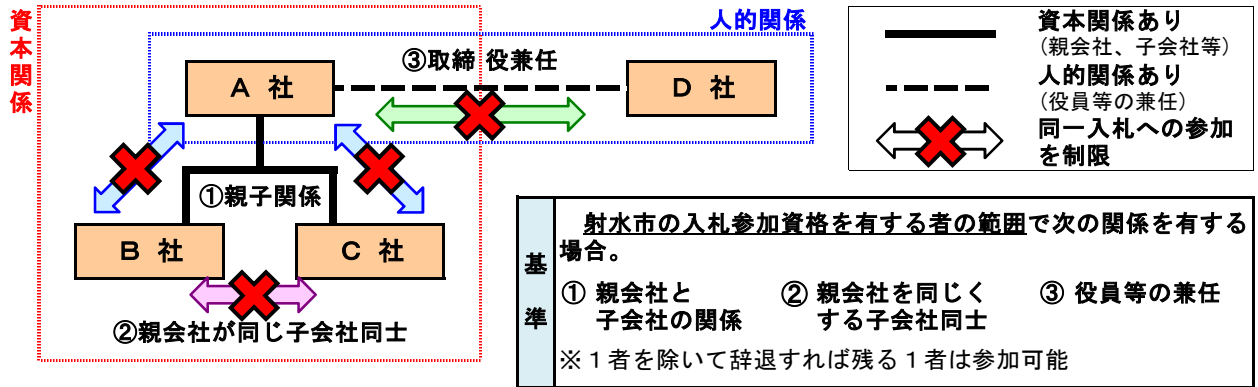 資本関係
人的関係
③取締役兼任
A 社
D 社
①親子関係
B 社
C 社
②親会社が同じ子会社同士
資本関係あり
(親会社、子会社等)
人的関係あり
(役員等の兼任)
同一入札への参加
を制限
基準
射水市の入札参加資格を有する者の範囲で次の関係を有する
場合。
① 親会社と
子会社の関係
② 親会社を同じく
する子会社同士
③ 役員等の兼任
※１者を除いて辞退すれば残る１者は参加可能